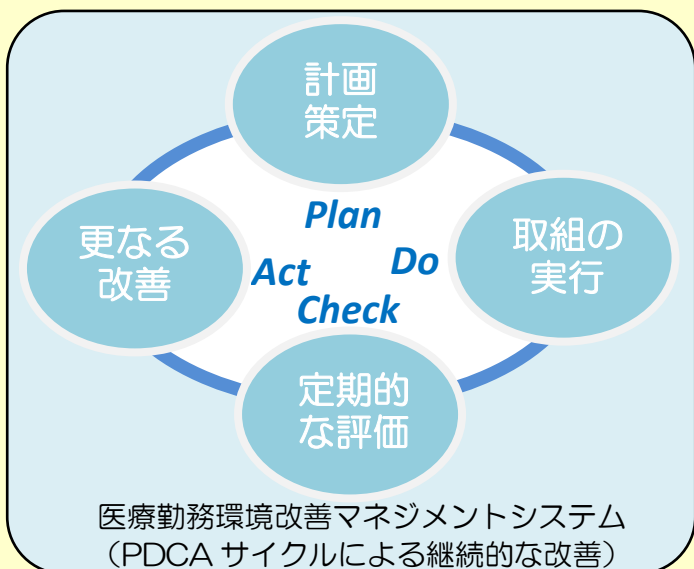 計画
策定
Plan
更なる
改善
Act
Do
取組の
実行
Check
定期的
な評価
医療勤務環境改善マネジメントシステム
（PDCA サイクルによる継続的な改善）